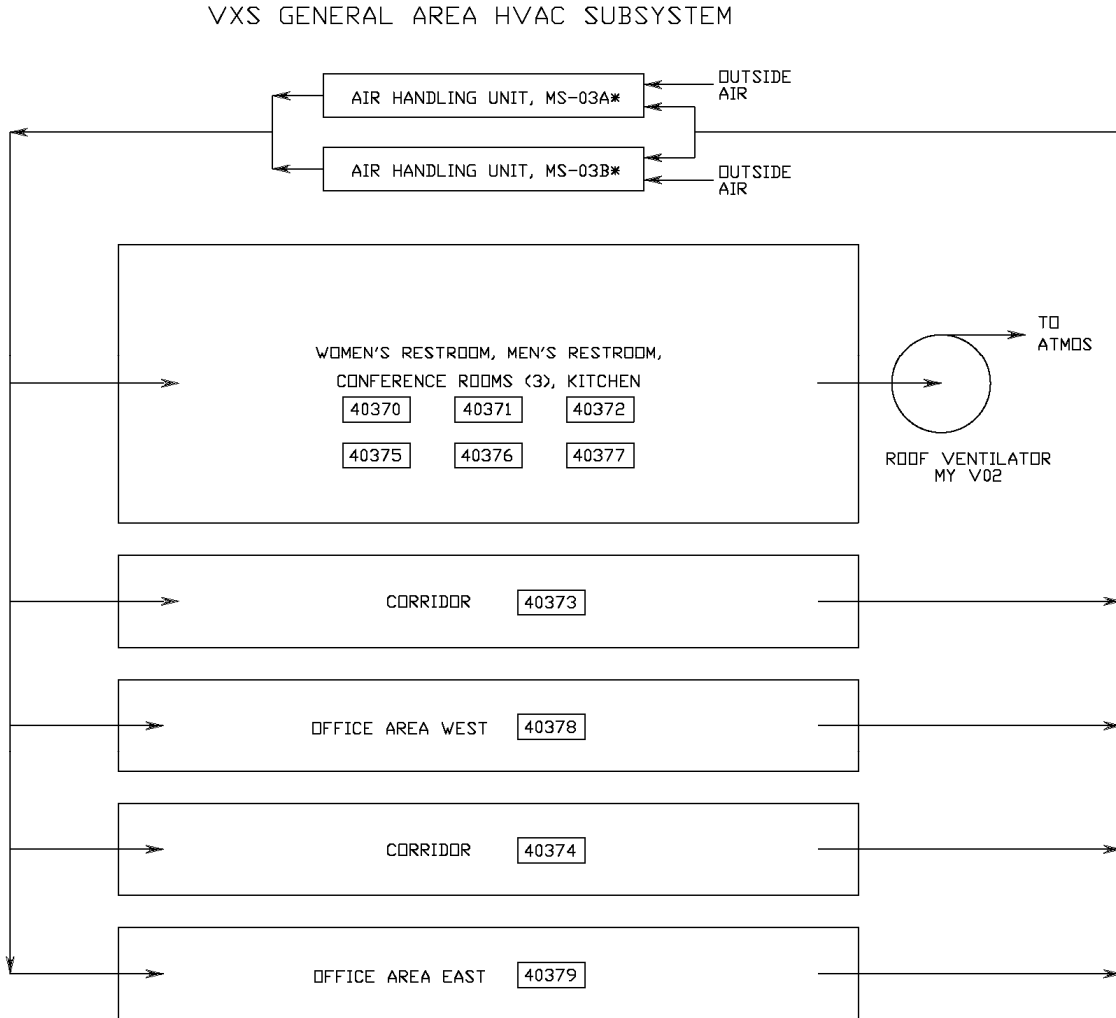 VXS GENERAL AREA HVAC SUBSYSTEM
OUTSIDE
AIR
AIR HANDLING UNIT, MS-03A*
AIR HANDLING UNIT, MS-03B*
OUTSIDE
AIR
TO
ATMOS
WOMEN'S RESTROOM, MEN'S RESTROOM,
CONFERENCE ROOMS (3), KITCHEN
40370 40371 40372
40375 40376 40377
ROOF VENTILATOR
MY V02
CORRIDOR 40373
OFFICE AREA WEST 40378
CORRIDOR 40374
OFFICE AREA EAST 40379